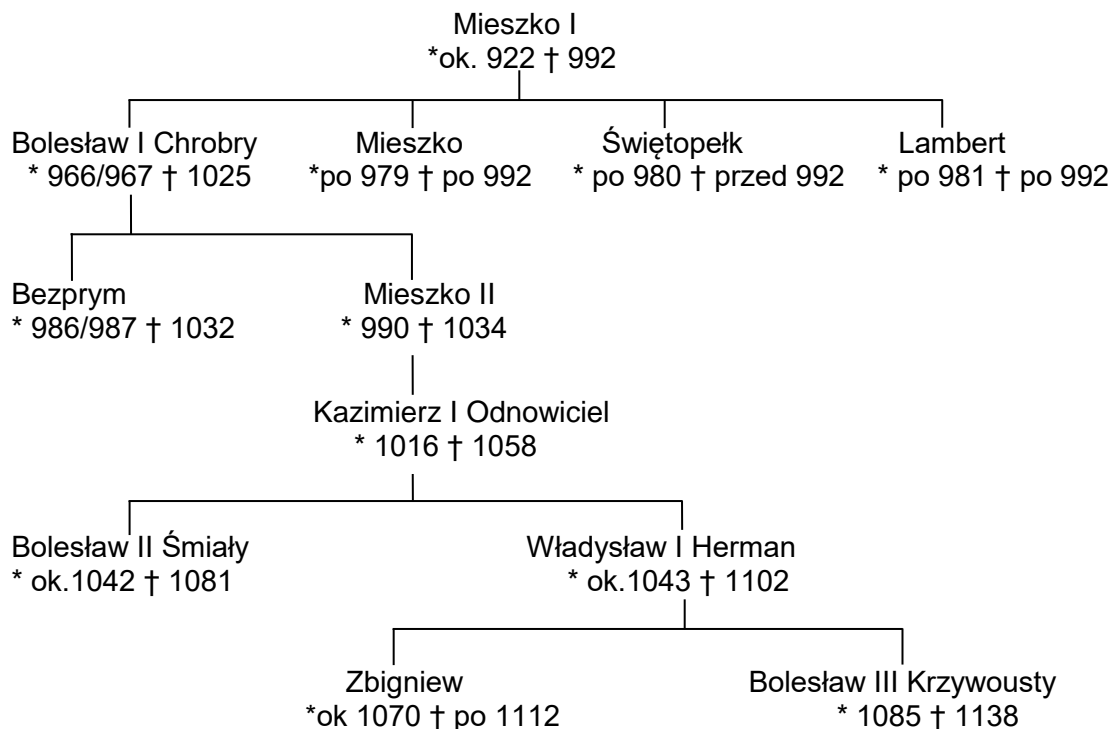 Mieszko I
*ok. 922 † 992
Bolesław I Chrobry
* 966/967 † 1025
Mieszko
*po 979 † po 992
Świętopełk
* po 980 † przed 992
Lambert
* po 981 † po 992
Bezprym
* 986/987 † 1032
Mieszko II
* 990 † 1034
Kazimierz I Odnowiciel
* 1016 † 1058
Bolesław II Śmiały
* ok.1042 † 1081
Władysław I Herman
* ok.1043 † 1102
Zbigniew
*ok 1070 † po 1112
Bolesław III Krzywousty
* 1085 † 1138